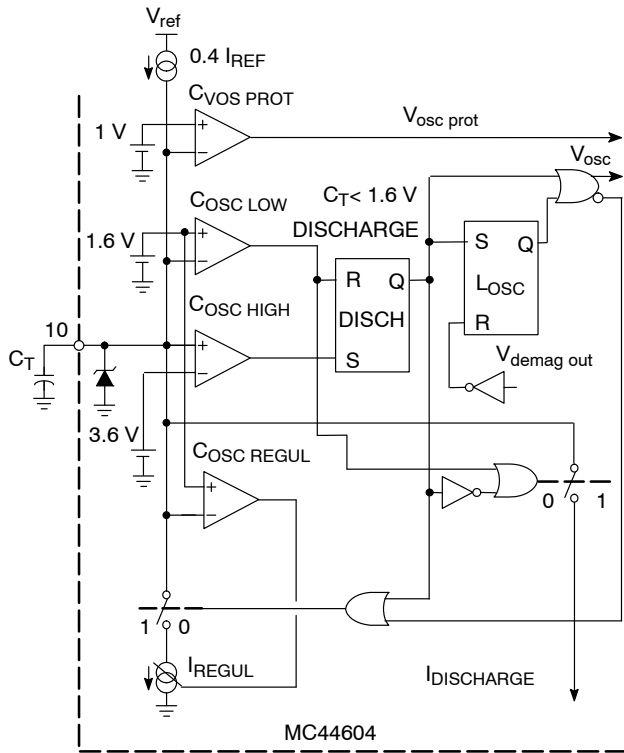 Vref
0.4 IREF
CVOS PROT
1 V
Vosc prot
Vosc
COSC LOW
CT< 1.6 V
DISCHARGE
1.6 V
S Q
LOSC
R
R Q
DISCH
S
COSC HIGH
10
CT
Vdemag out
3.6 V
COSC REGUL
0 1
1 0
IREGUL
IDISCHARGE
MC44604